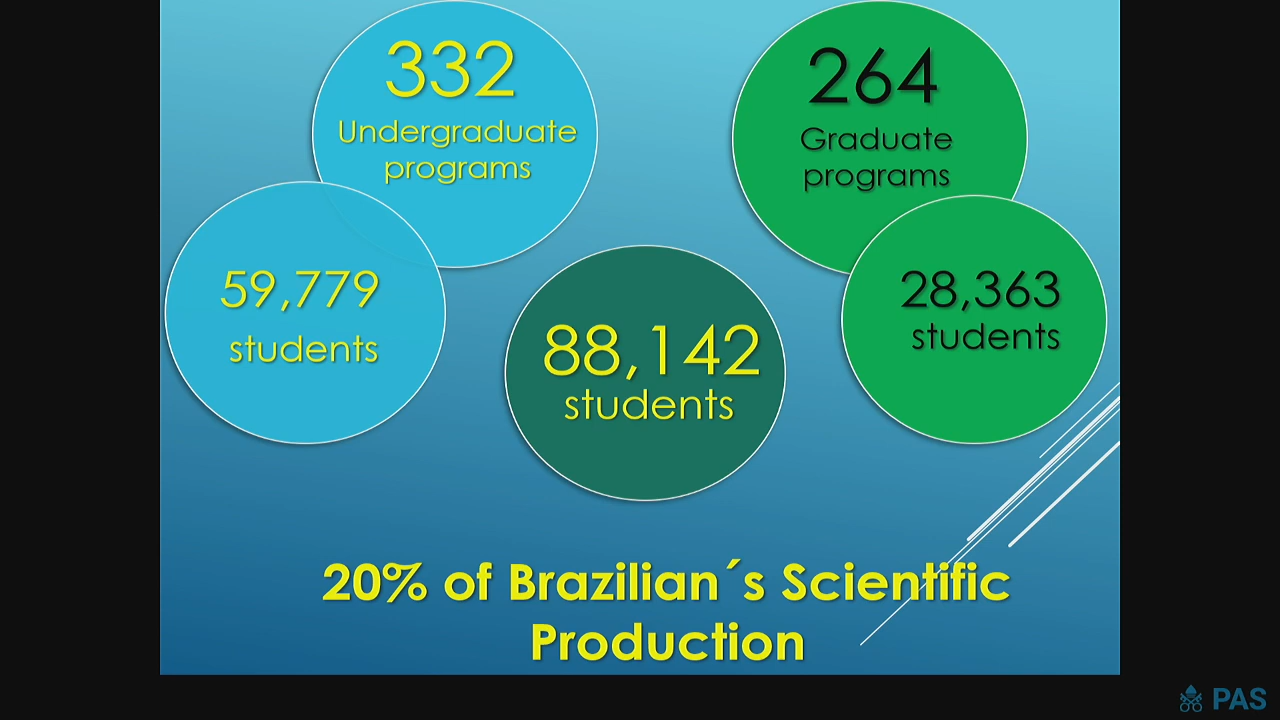 332
Undergraduate
programs
264
Graduate
programs
59,779
students
88,142
students
28,363
students
20% of Brazilian´s Scientific
Production
PAS